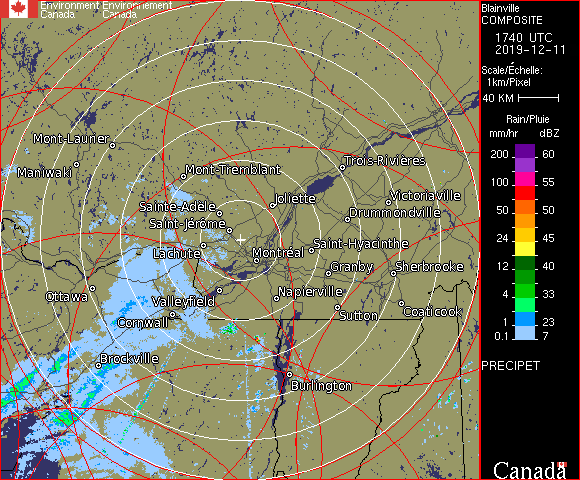 Environment Environnement
Canada Canada
Blainville
COMPOSITE
1740 UTC
2019-12-11
Scale/Échelle:
1km/Pixel
40 KM
Rain/Pluie
mm/hr dBZ
200 60
100 55
100 50
50 45
24 40
12 33
4 28
1 23
0.1 7
Mont-Laurier
Maniwaki
Mont-Tremblant
Trois-Rivières
Joliette
Victoriaville
Sainte-Adèle
Drummondville
Saint-Jérôme
Saint-Hyacinthe
Lachute
Montréal
Granby
Sherbrooke
Ottawa
Valleyfield
Napierville
Cornwall
Sutton
Coaticook
Brockville
Burlington
PRECIPET
Canada